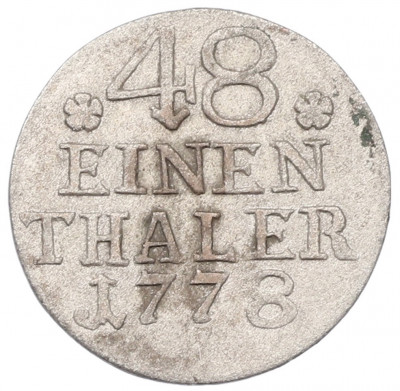 48
EINEN
THALER
1778